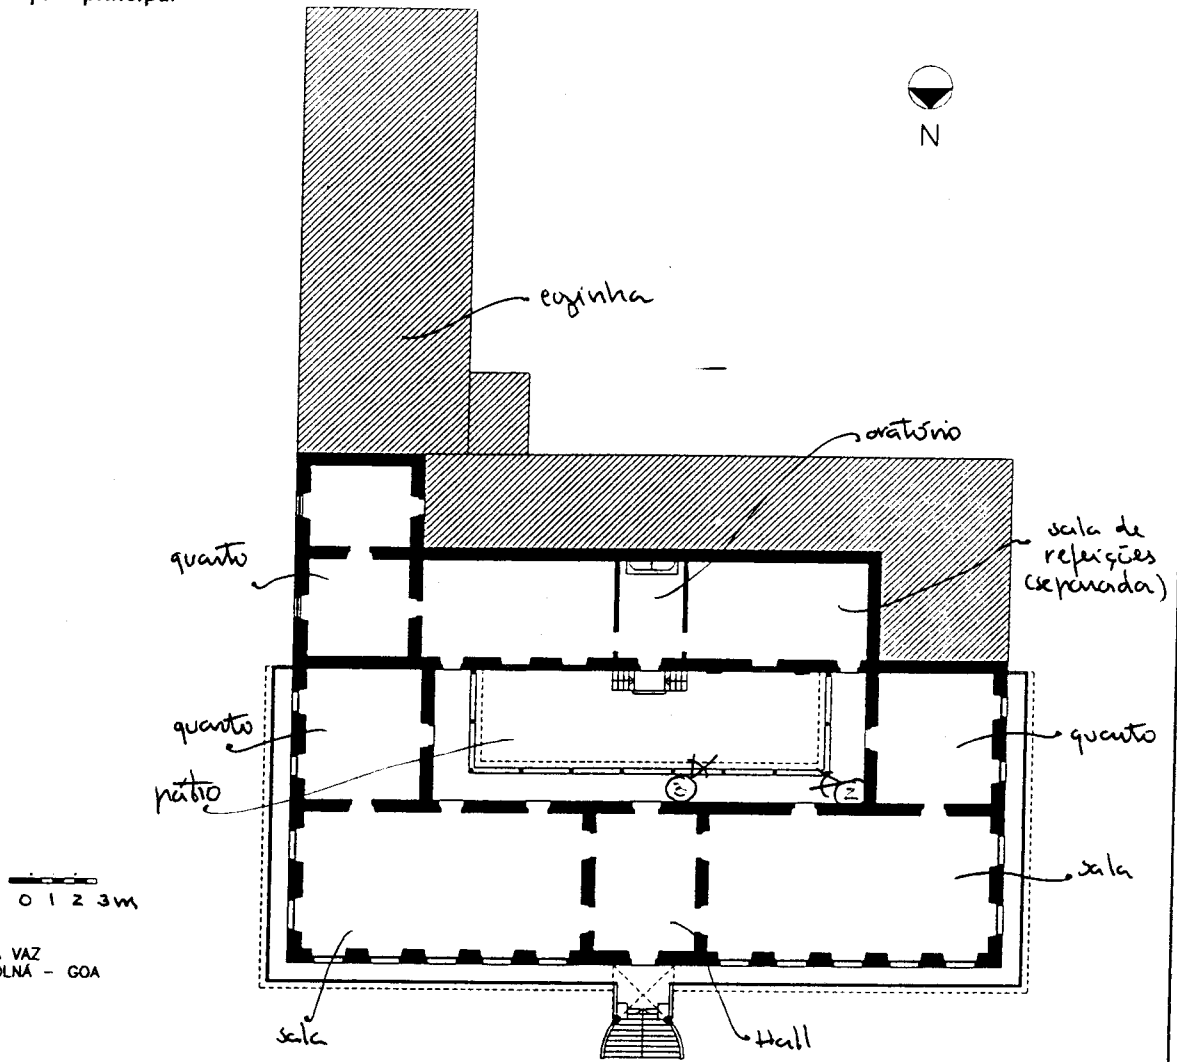 principal
N
cozinha
oratório
sala de
refeições
(separada)
quarto
quarto
quarto
pátio
2
sala
0 1 2 3m
VAZ
OLNÁ - GOA
sala
Hall